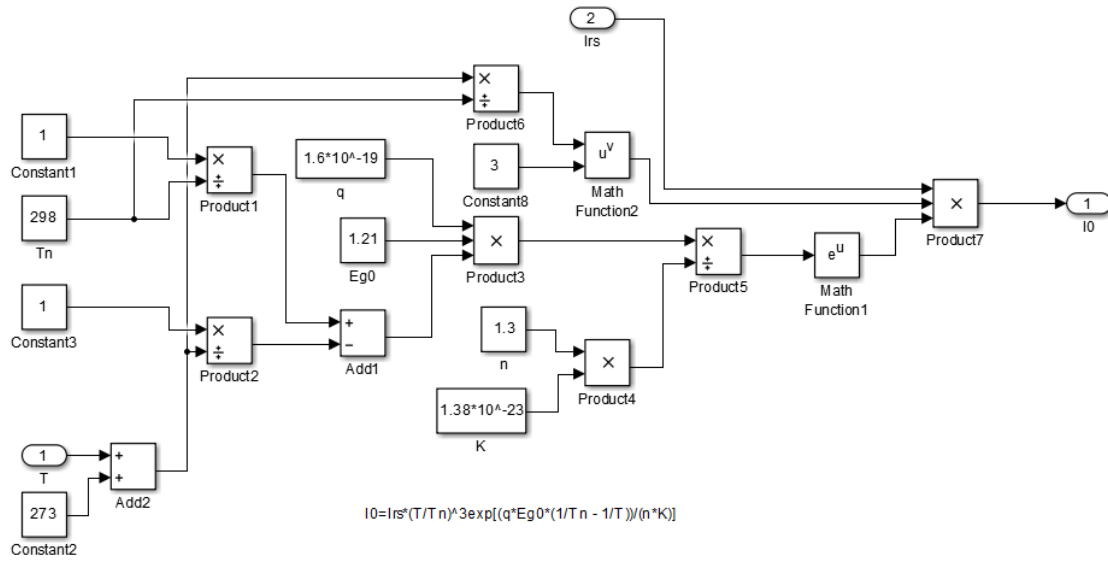 2
Irs
×
÷
Product6
1
Constant1
×
÷
Product1
1.6*10^-19
q
3
Constant8
u^v
Math
Function2
298
Tn
1.21
Eg0
×
Product3
×
÷
Product5
e^u
Math
Function1
×
Product7
1
I0
1
Constant3
×
÷
Product2
+
−
Add1
1.3
n
×
Product4
1.38*10^-23
K
1
T
+
+
Add2
273
Constant2
I0=Irs*(T/Tn)^3exp[(q*Eg0*(1/Tn - 1/T))/(n*K)]